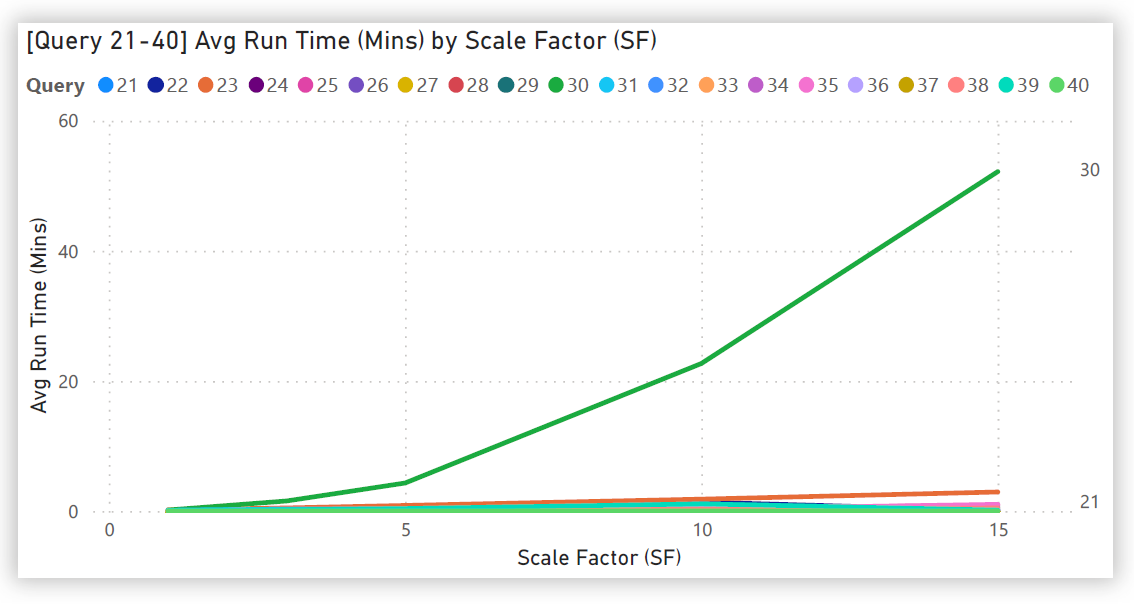 [Query 21-40] Avg Run Time (Mins) by Scale Factor (SF)
Query 21 22 23 24 25 26 27 28 29 30 31 32 33 34 35 36 37 38 39 40
60
30
40
Avg Run Time (Mins)
20
0
21
0 5 10 15
Scale Factor (SF)